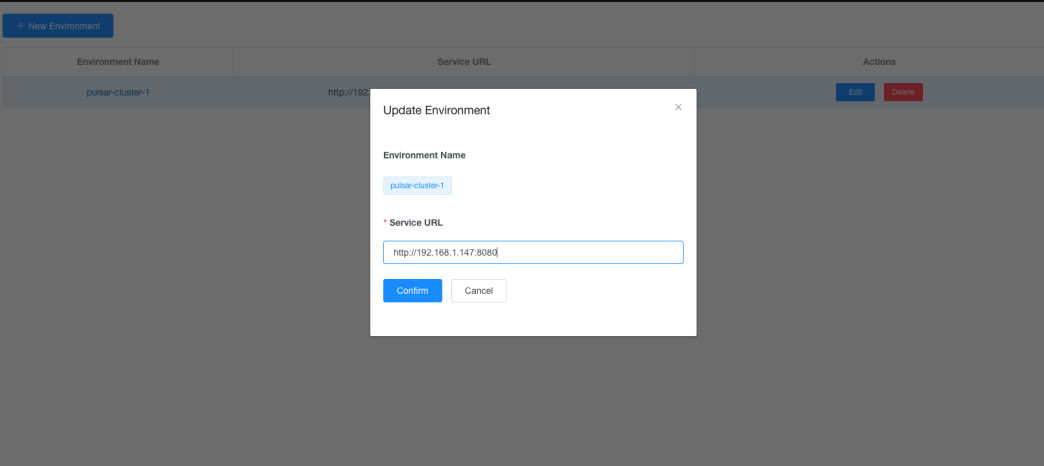 + New Environment
Environment Name Service URL Actions
pulsar-cluster-1 http://192. Edit Delete
Update Environment ×
Environment Name
pulsar-cluster-1
* Service URL
http://192.168.1.147:8080
Confirm Cancel